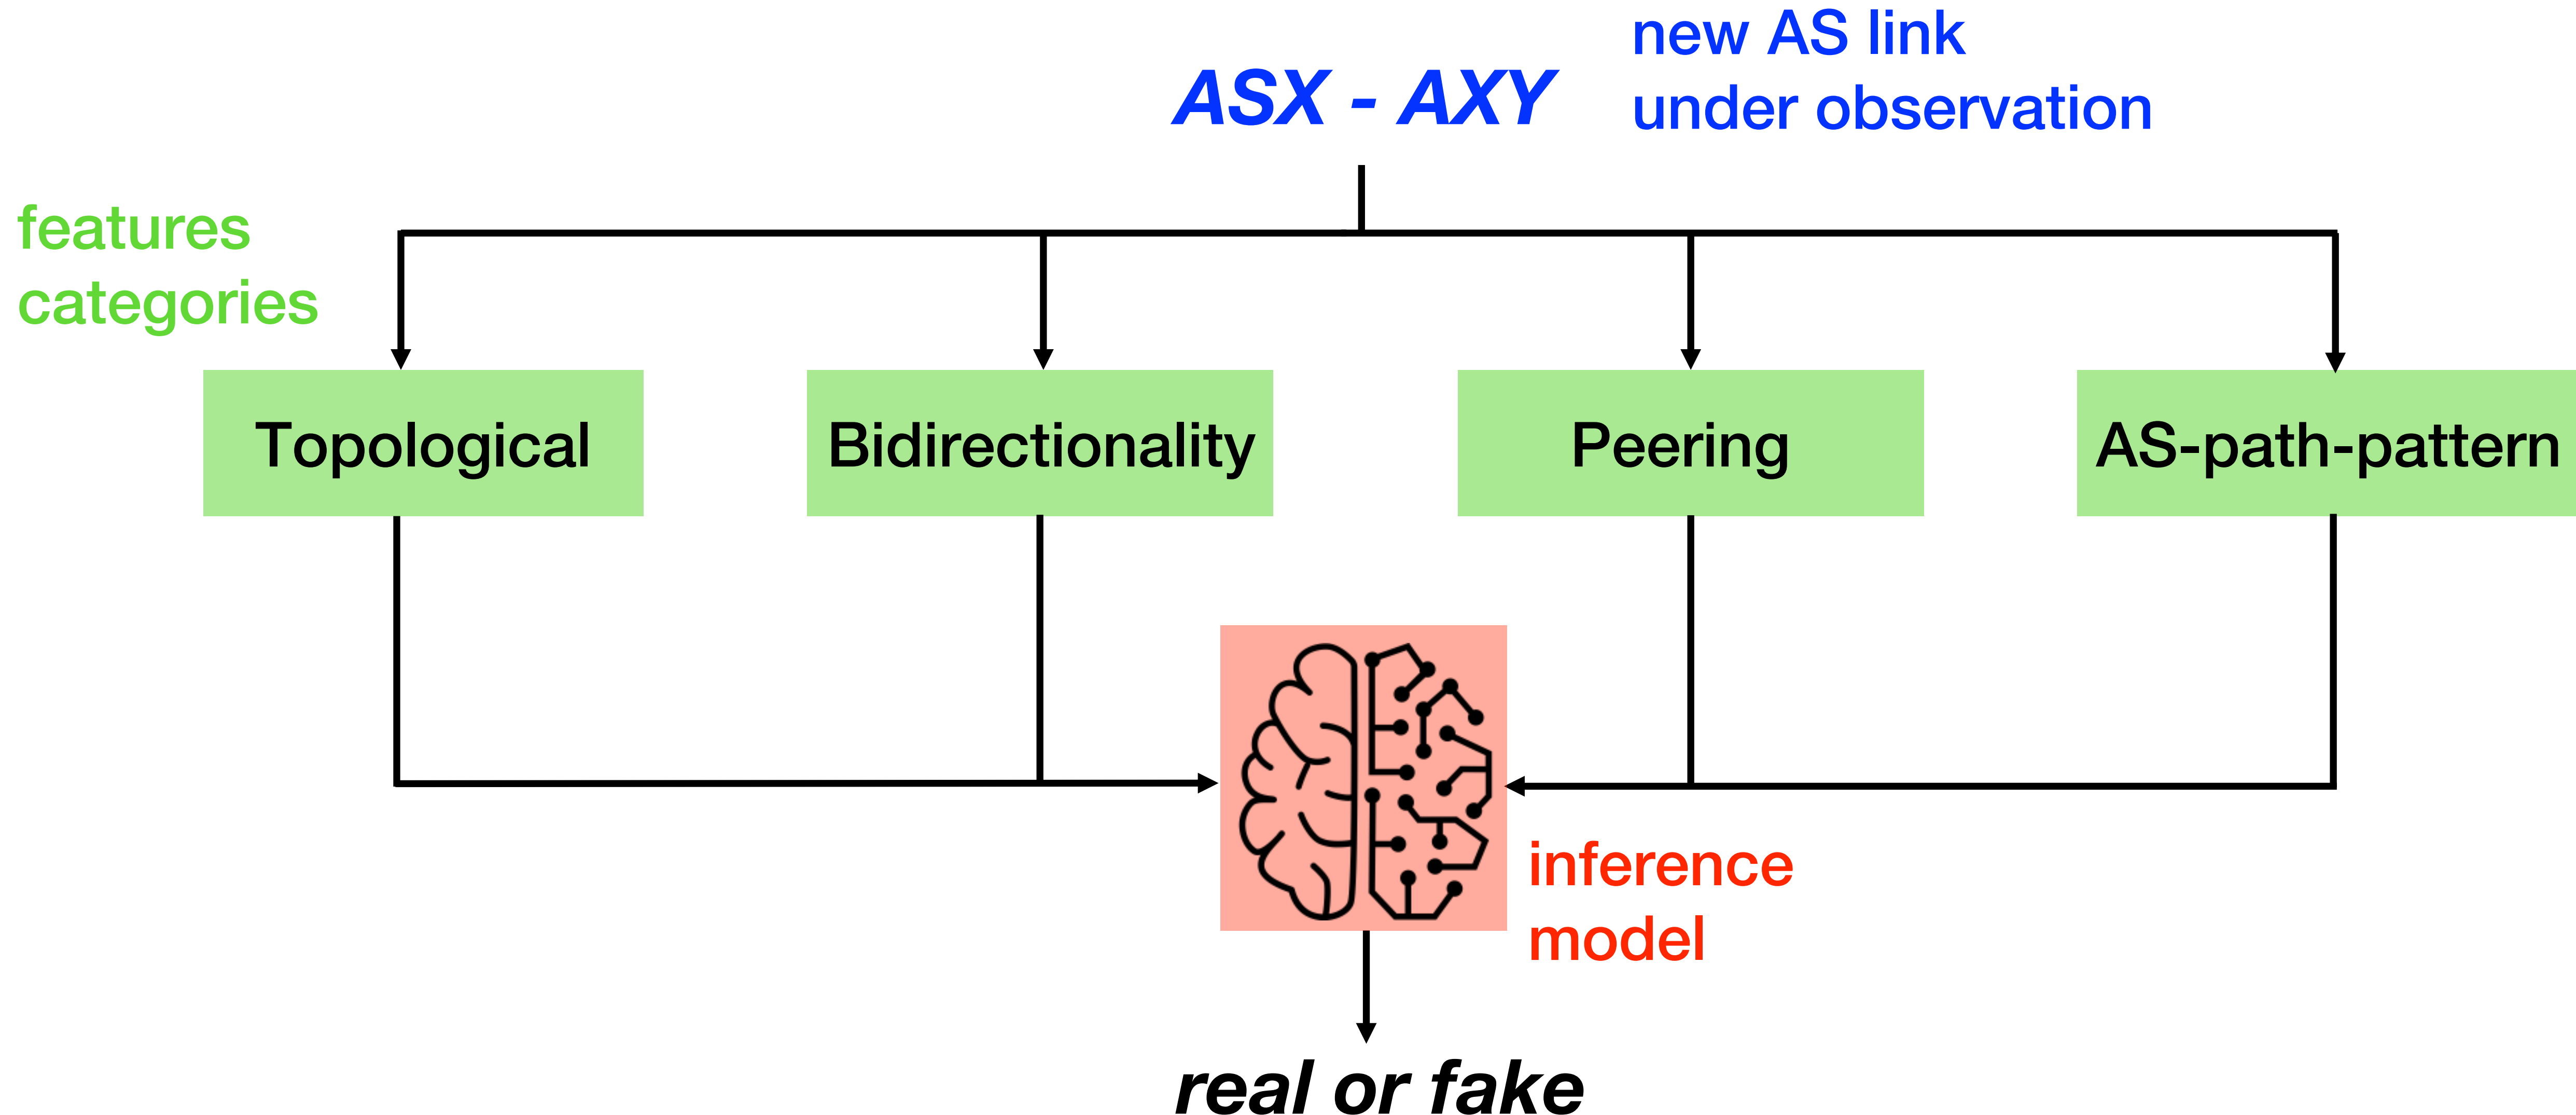 new AS link
ASX - AXY
under observation
features
categories
Topological
Bidirectionality
Peering
AS-path-pattern
inference
model
real or fake